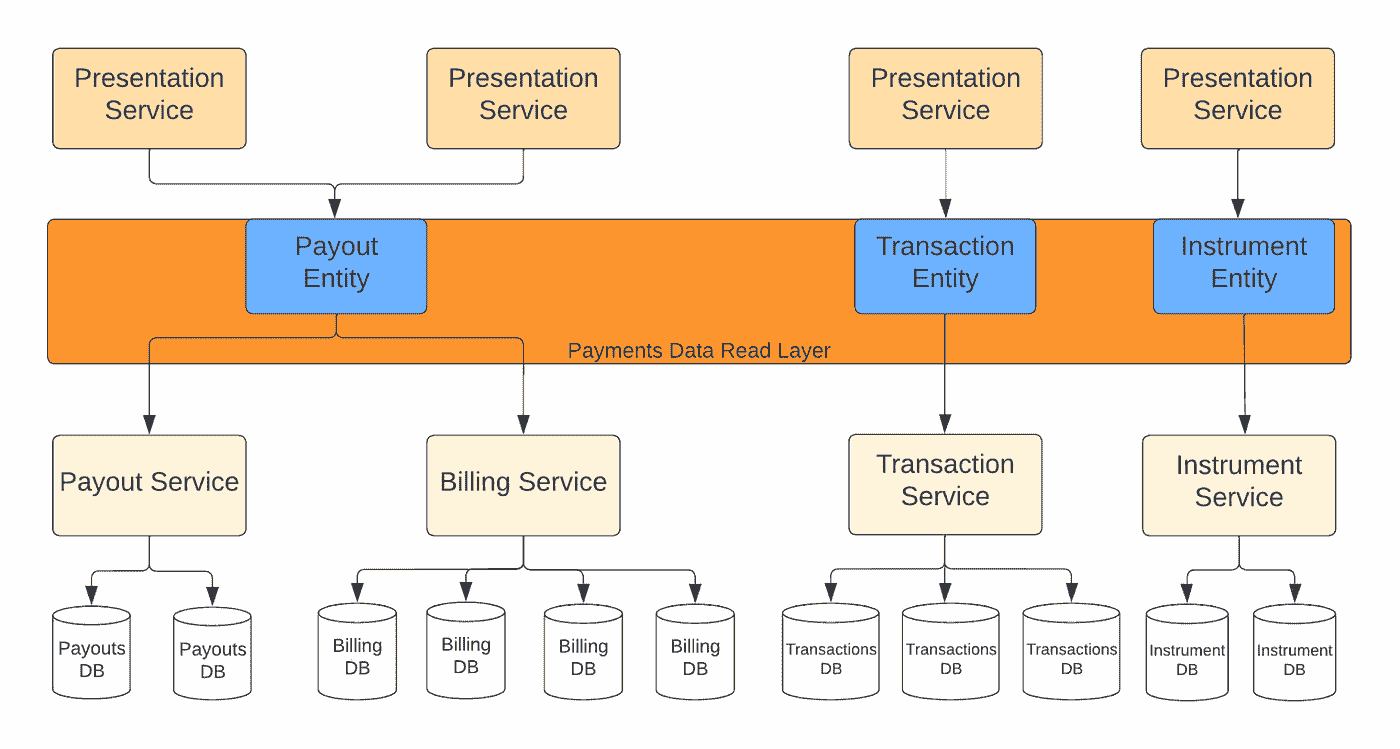 Presentation
Service
Presentation
Service
Presentation
Service
Presentation
Service
Payout
Entity
Transaction
Entity
Instrument
Entity
Payments Data Read Layer
Payout Service
Billing Service
Transaction
Service
Instrument
Service
Payouts
DB
Payouts
DB
Billing
DB
Billing
DB
Billing
DB
Billing
DB
Transactions
DB
Transactions
DB
Transactions
DB
Instrument
DB
Instrument
DB